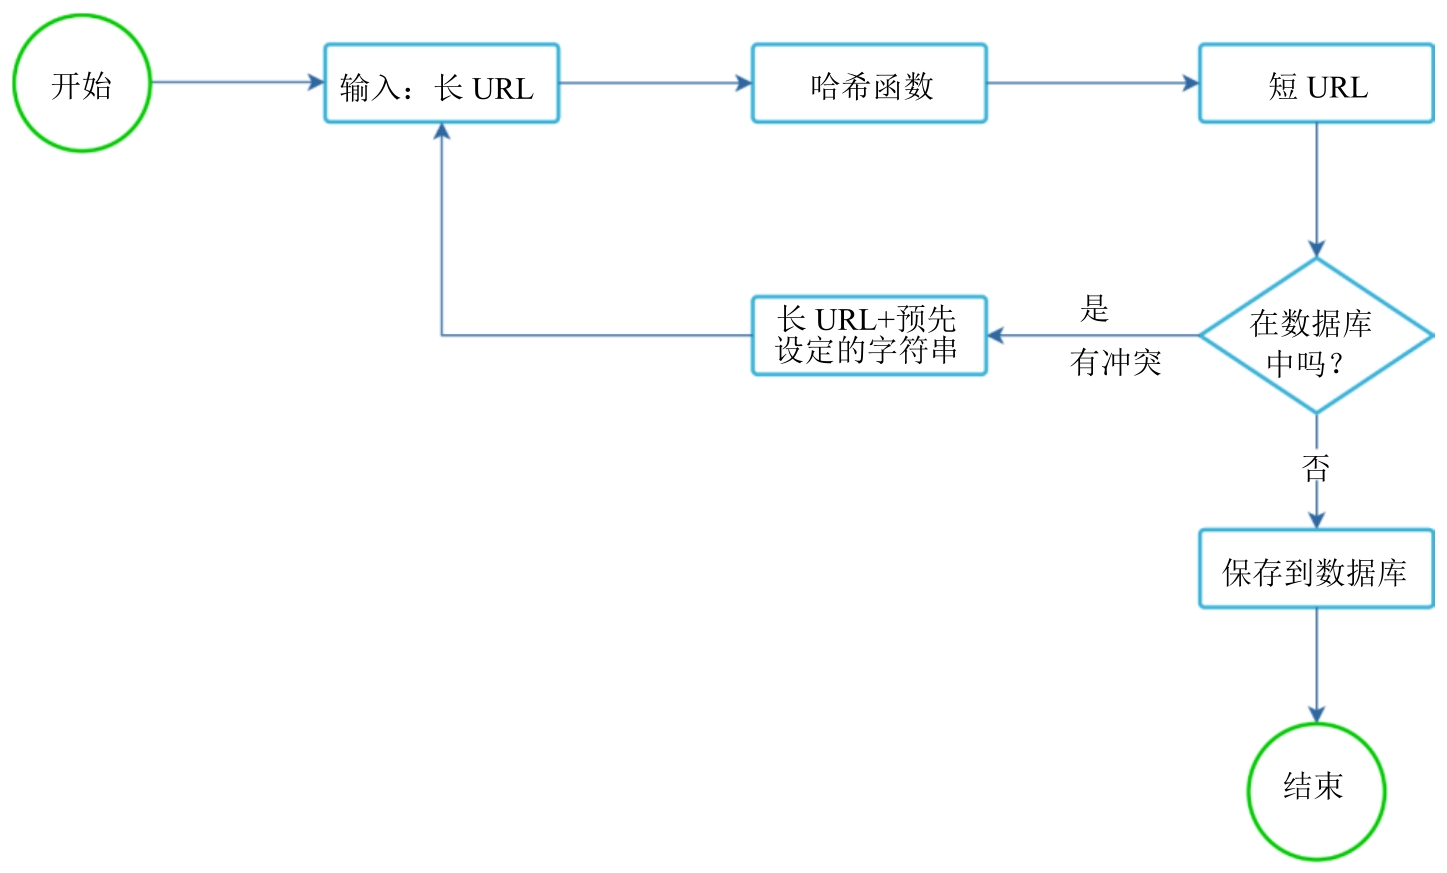 开始
输入：长 URL
哈希函数
短 URL
在数据库
中吗？
是
有冲突
长 URL+预先
设定的字符串
否
保存到数据库
结束